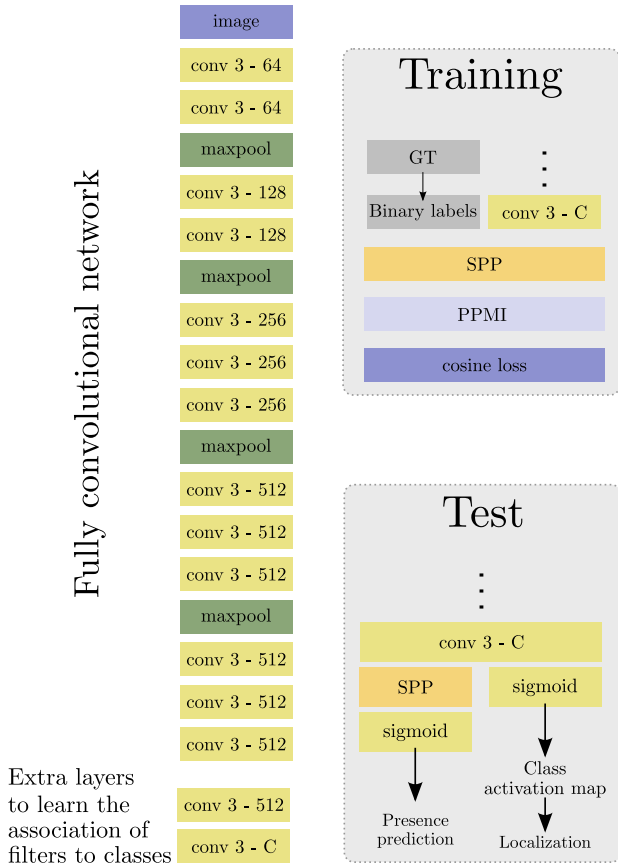 image
conv 3 - 64
conv 3 - 64
maxpool
conv 3 - 128
conv 3 - 128
maxpool
conv 3 - 256
conv 3 - 256
conv 3 - 256
maxpool
conv 3 - 512
conv 3 - 512
conv 3 - 512
maxpool
conv 3 - 512
conv 3 - 512
conv 3 - 512
conv 3 - 512
conv 3 - C
Fully convolutional network
Extra layers
to learn the
association of
filters to classes
Training
GT
Binary labels
conv 3 - C
SPP
PPMI
cosine loss
Test
conv 3 - C
SPP
sigmoid
Presence
prediction
sigmoid
Class
activation map
Localization